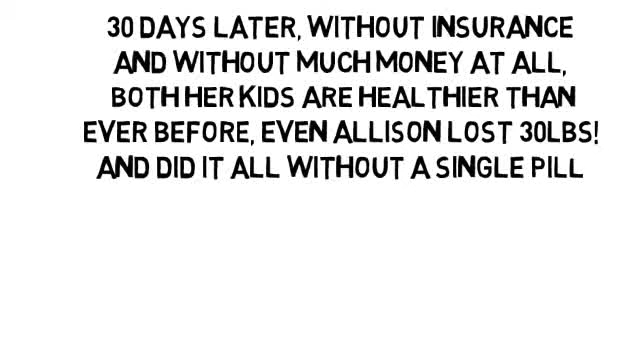 30 DAYS LATER, WITHOUT INSURANCE
AND WITHOUT MUCH MONEY AT ALL,
BOTH HER KIDS ARE HEALTHIER THAN
EVER BEFORE, EVEN ALLISON LOST 30LBS!
AND DID IT ALL WITHOUT A SINGLE PILL